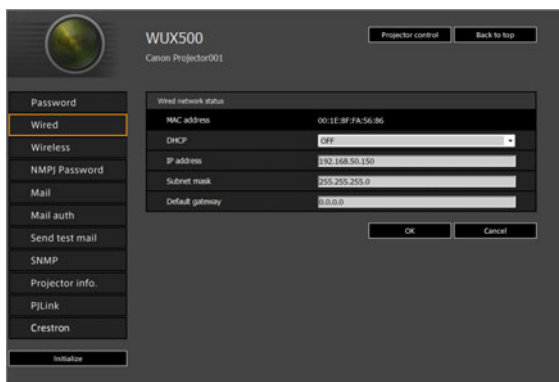 WUX500
Canon Projector001
Projector control
Back to top
Password
Wired
Wireless
NMPJ Password
Mail
Mail auth
Send test mail
SNMP
Projector info.
PJLink
Crestron
Initialize
Wired network status
MAC address 00:1E:8F:FA:56:86
DHCP OFF
IP address 192.168.50.150
Subnet mask 255.255.255.0
Default gateway 0.0.0.0
OK
Cancel